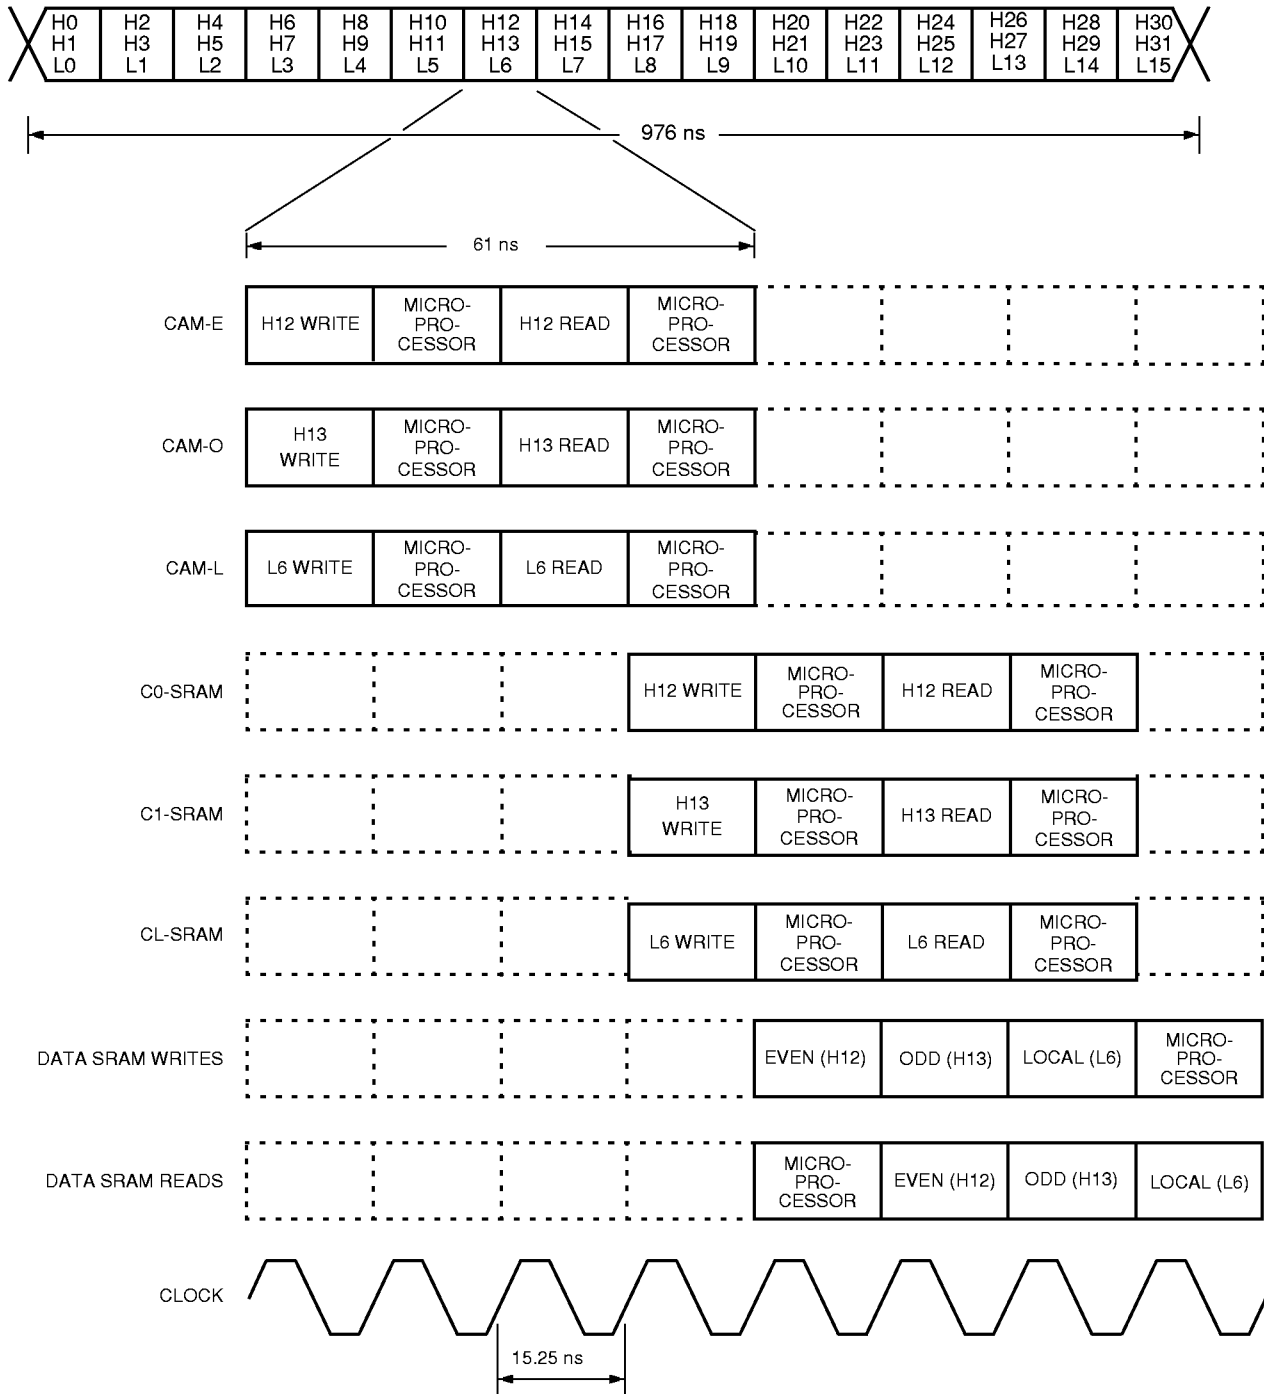 H0 H2 H4 H6 H8 H10 H12 H14 H16 H18 H20 H22 H24 H26 H28 H30
H1 H3 H5 H7 H9 H11 H13 H15 H17 H19 H21 H23 H25 H27 H29 H31
L0 L1 L2 L3 L4 L5 L6 L7 L8 L9 L10 L11 L12 L13 L14 L15
976 ns
61 ns
CAM-E
H12 WRITE
MICRO-
PRO-
CESSOR
H12 READ
MICRO-
PRO-
CESSOR
CAM-O
H13
WRITE
MICRO-
PRO-
CESSOR
H13 READ
MICRO-
PRO-
CESSOR
CAM-L
L6 WRITE
MICRO-
PRO-
CESSOR
L6 READ
MICRO-
PRO-
CESSOR
C0-SRAM
H12 WRITE
MICRO-
PRO-
CESSOR
H12 READ
MICRO-
PRO-
CESSOR
C1-SRAM
H13
WRITE
MICRO-
PRO-
CESSOR
H13 READ
MICRO-
PRO-
CESSOR
CL-SRAM
L6 WRITE
MICRO-
PRO-
CESSOR
L6 READ
MICRO-
PRO-
CESSOR
DATA SRAM WRITES
EVEN (H12)
ODD (H13)
LOCAL (L6)
MICRO-
PRO-
CESSOR
DATA SRAM READS
MICRO-
PRO-
CESSOR
EVEN (H12)
ODD (H13)
LOCAL (L6)
CLOCK
15.25 ns